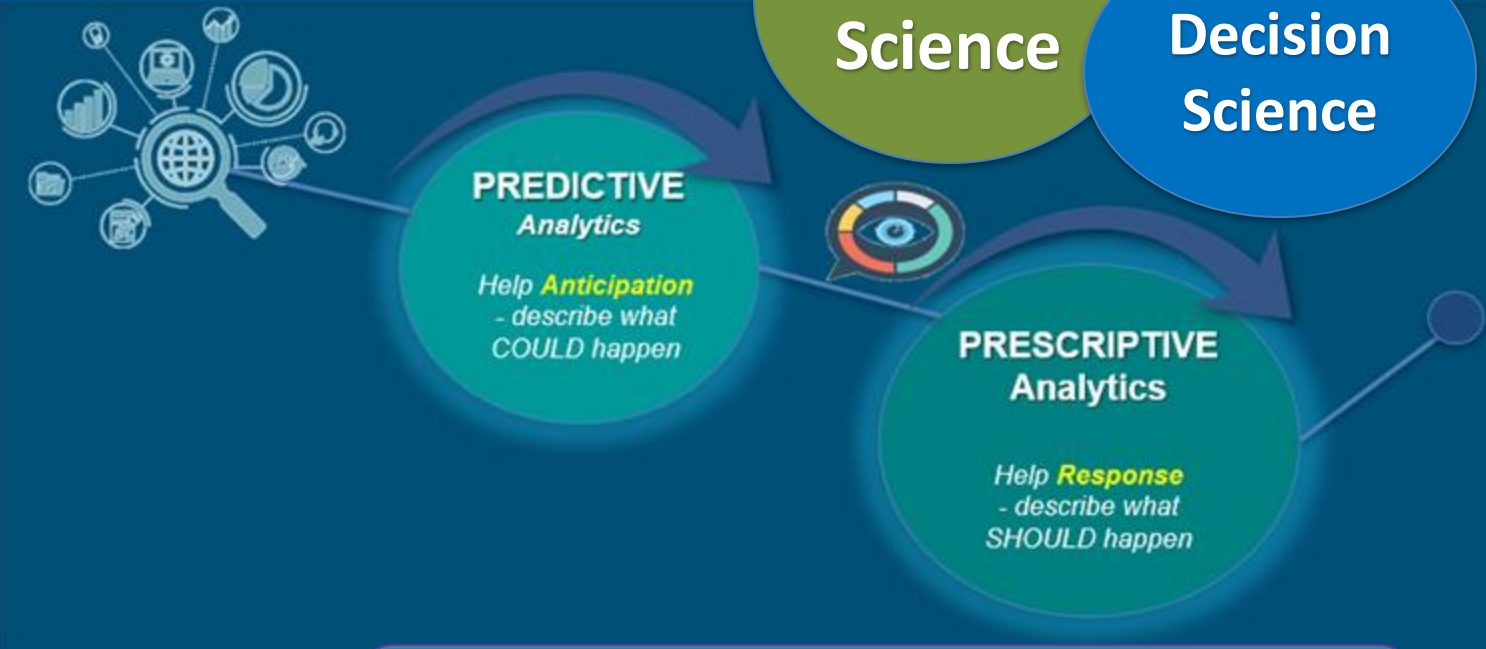 Science
Decision
Science
PREDICTIVE
Analytics
Help Anticipation
- describe what
COULD happen
PRESCRIPTIVE
Analytics
Help Response
- describe what
SHOULD happen